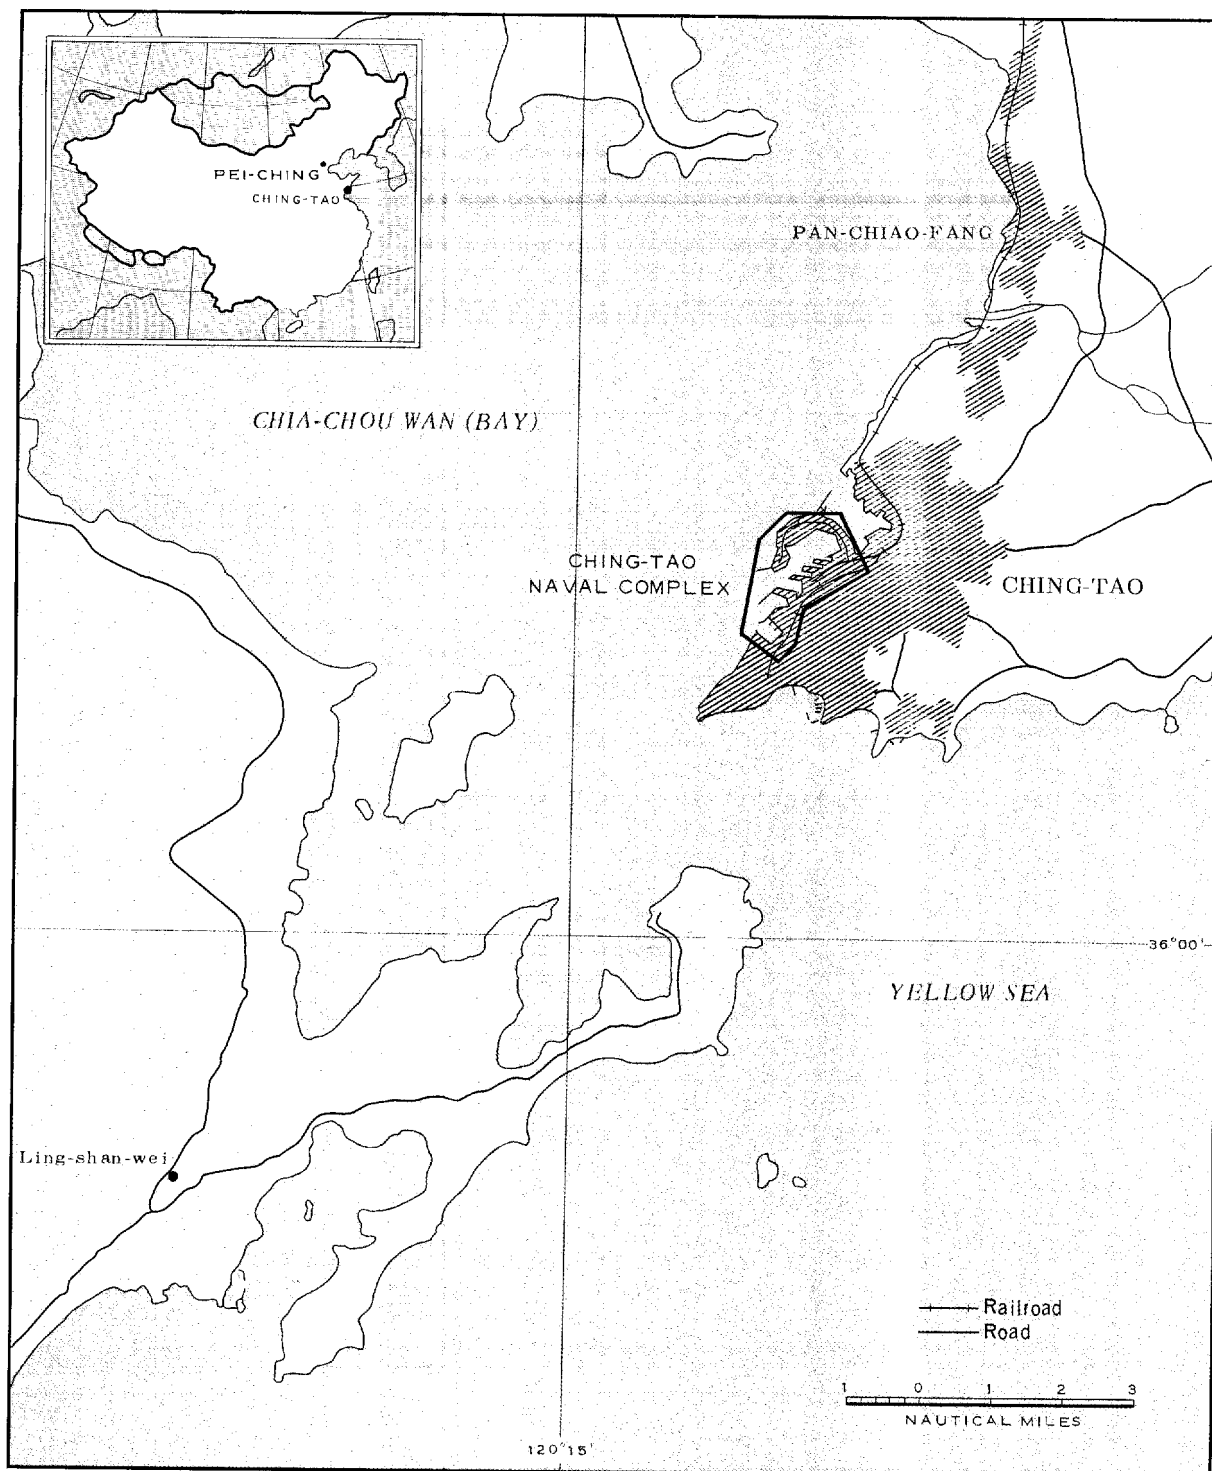 PEI-CHING
CHING-TAO
PAN-CHIAO-FANG
CHIA-CHOU WAN (BAY)
CHING-TAO
NAVAL COMPLEX
CHING-TAO
36°00'
YELLOW SEA
Ling-shan-wei
Railroad
Road
1 0 1 2 3
NAUTICAL MILES
120°15'